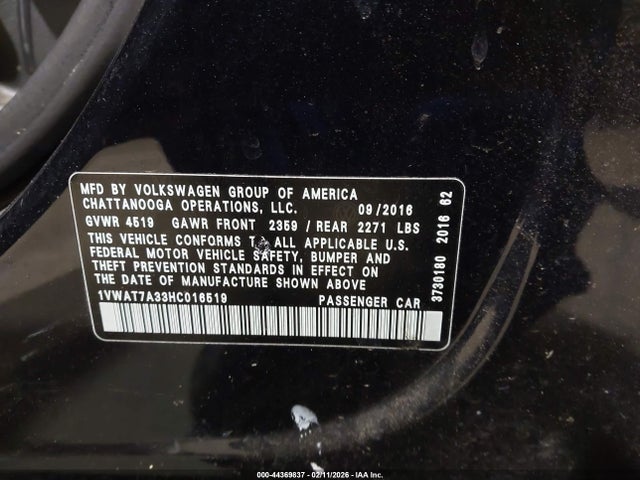 MFD BY VOLKSWAGEN GROUP OF AMERICA
CHATTANOOGA OPERATIONS, LLC. 09/2016
GVWR 4519 GAWR FRONT 2359 / REAR 2271 LBS
THIS VEHICLE CONFORMS TO ALL APPLICABLE U.S.
FEDERAL MOTOR VEHICLE SAFETY, BUMPER AND
THEFT PREVENTION STANDARDS IN EFFECT ON
THE DATE OF MANUFACTURE SHOWN ABOVE
1VWAT7A33HC016519 PASSENGER CAR
3730180 2016 62
000-44369837 - 02/11/2026 - IAA Inc.